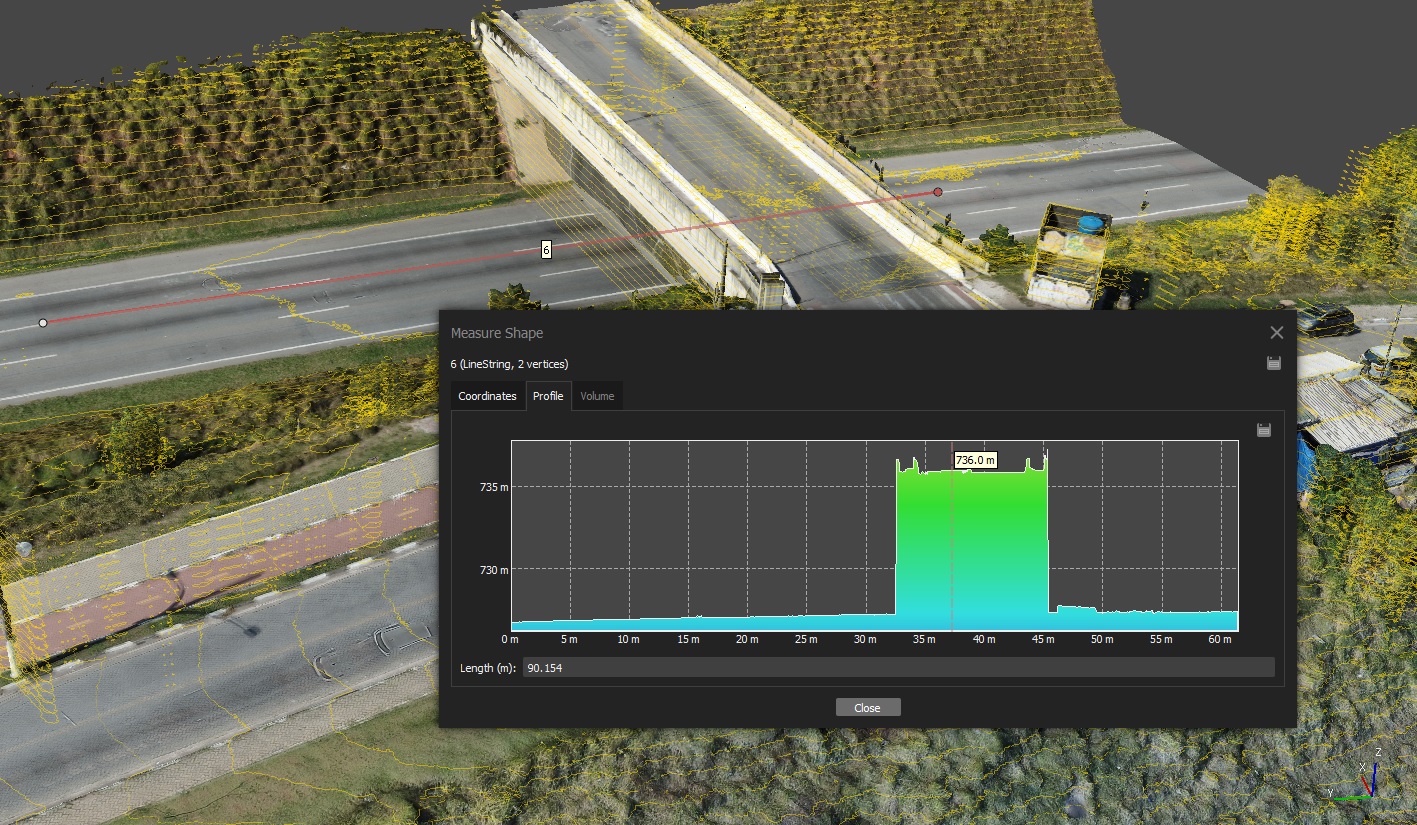 6
Measure Shape
6 (LineString, 2 vertices)
Coordinates Profile Volume
736.0 m
735 m
730 m
0 m 5 m 10 m 15 m 20 m 25 m 30 m 35 m 40 m 45 m 50 m 55 m 60 m
Length (m): 90.154
Close
Z
X
Y